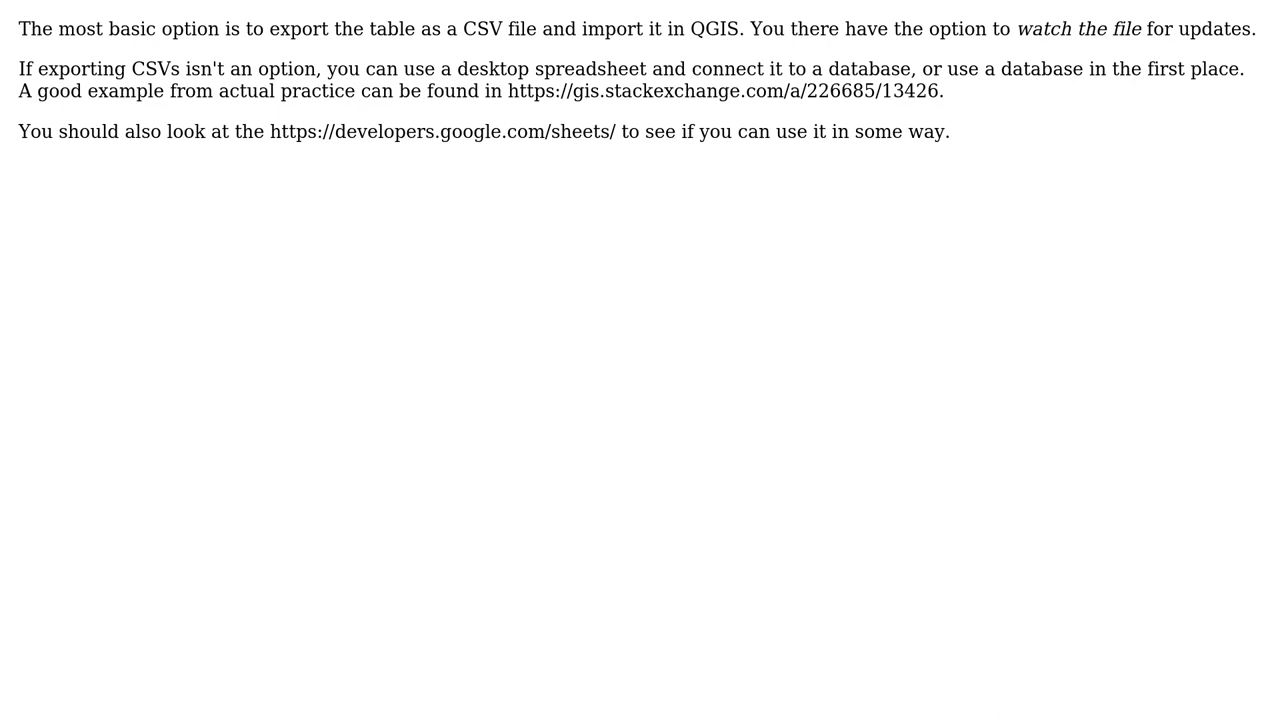 The most basic option is to export the table as a CSV file and import it in QGIS. You there have the option to watch the file for updates.
If exporting CSVs isn't an option, you can use a desktop spreadsheet and connect it to a database, or use a database in the first place.
A good example from actual practice can be found in https://gis.stackexchange.com/a/226685/13426.
You should also look at the https://developers.google.com/sheets/ to see if you can use it in some way.